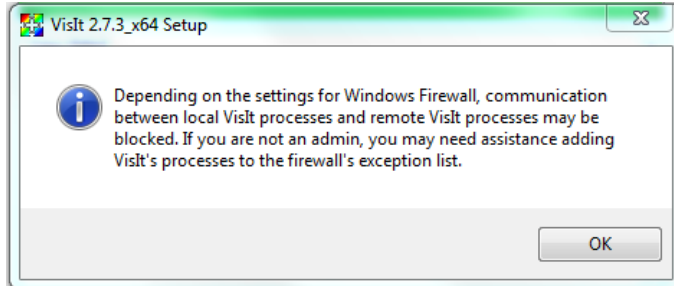 VisIt 2.7.3_x64 Setup
Depending on the settings for Windows Firewall, communication
between local VisIt processes and remote VisIt processes may be
blocked. If you are not an admin, you may need assistance adding
VisIt's processes to the firewall's exception list.
OK